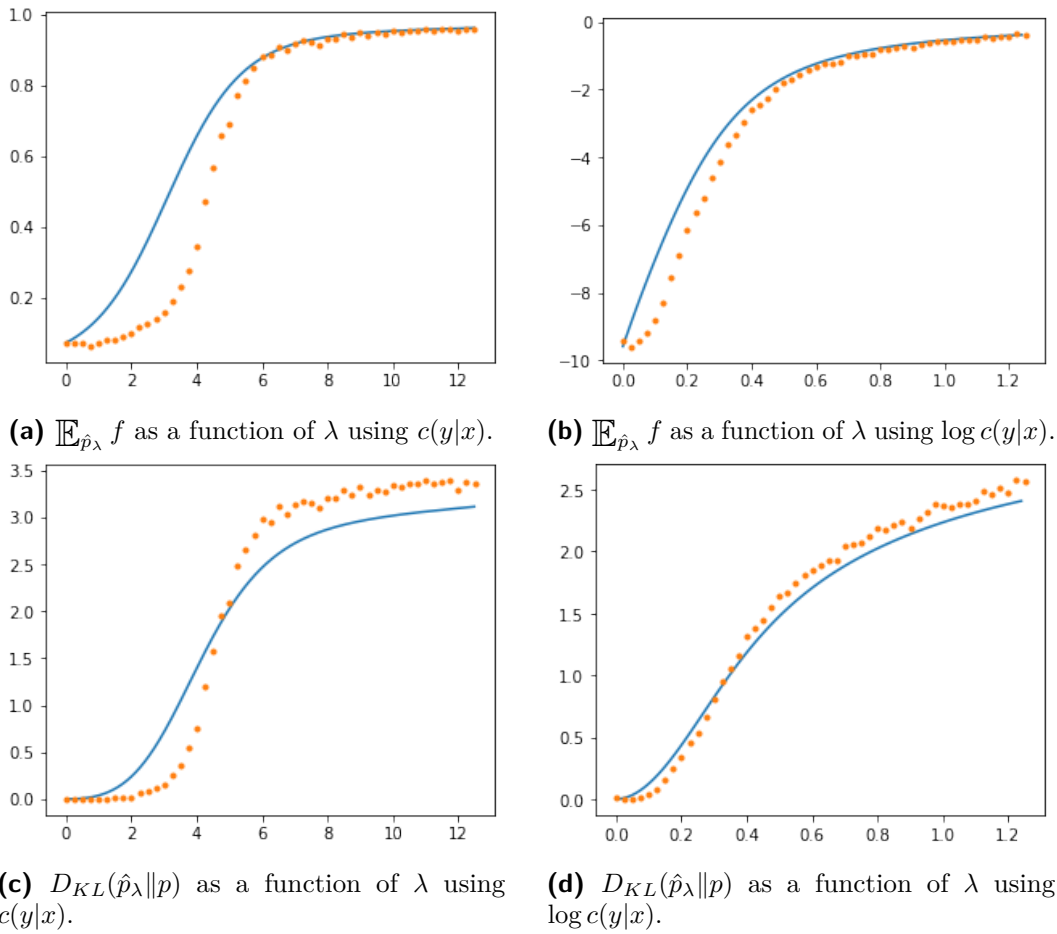 1.0
0.8
0.6
0.4
0.2
0 2 4 6 8 10 12
0
−2
−4
−6
−8
−10
0.0 0.2 0.4 0.6 0.8 1.0 1.2
(a) 𝔼_{p̂_λ} f as a function of λ using c(y|x).
(b) 𝔼_{p̂_λ} f as a function of λ using log c(y|x).
3.5
3.0
2.5
2.0
1.5
1.0
0.5
0.0
0 2 4 6 8 10 12
2.5
2.0
1.5
1.0
0.5
0.0
0.0 0.2 0.4 0.6 0.8 1.0 1.2
(c) D_{KL}(p̂_λ‖p) as a function of λ using
c(y|x).
(d) D_{KL}(p̂_λ‖p) as a function of λ using
log c(y|x).